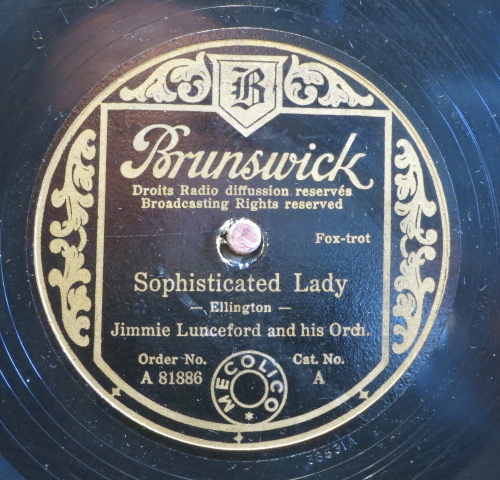 B
Brunswick
Droits Radio diffussion reservés
Broadcasting Rights reserved
Fox-trot
Sophisticated Lady
— Ellington —
Jimmie Lunceford and his Orch.
Order No. Cat. No.
A 81886 A
MECOLICO *